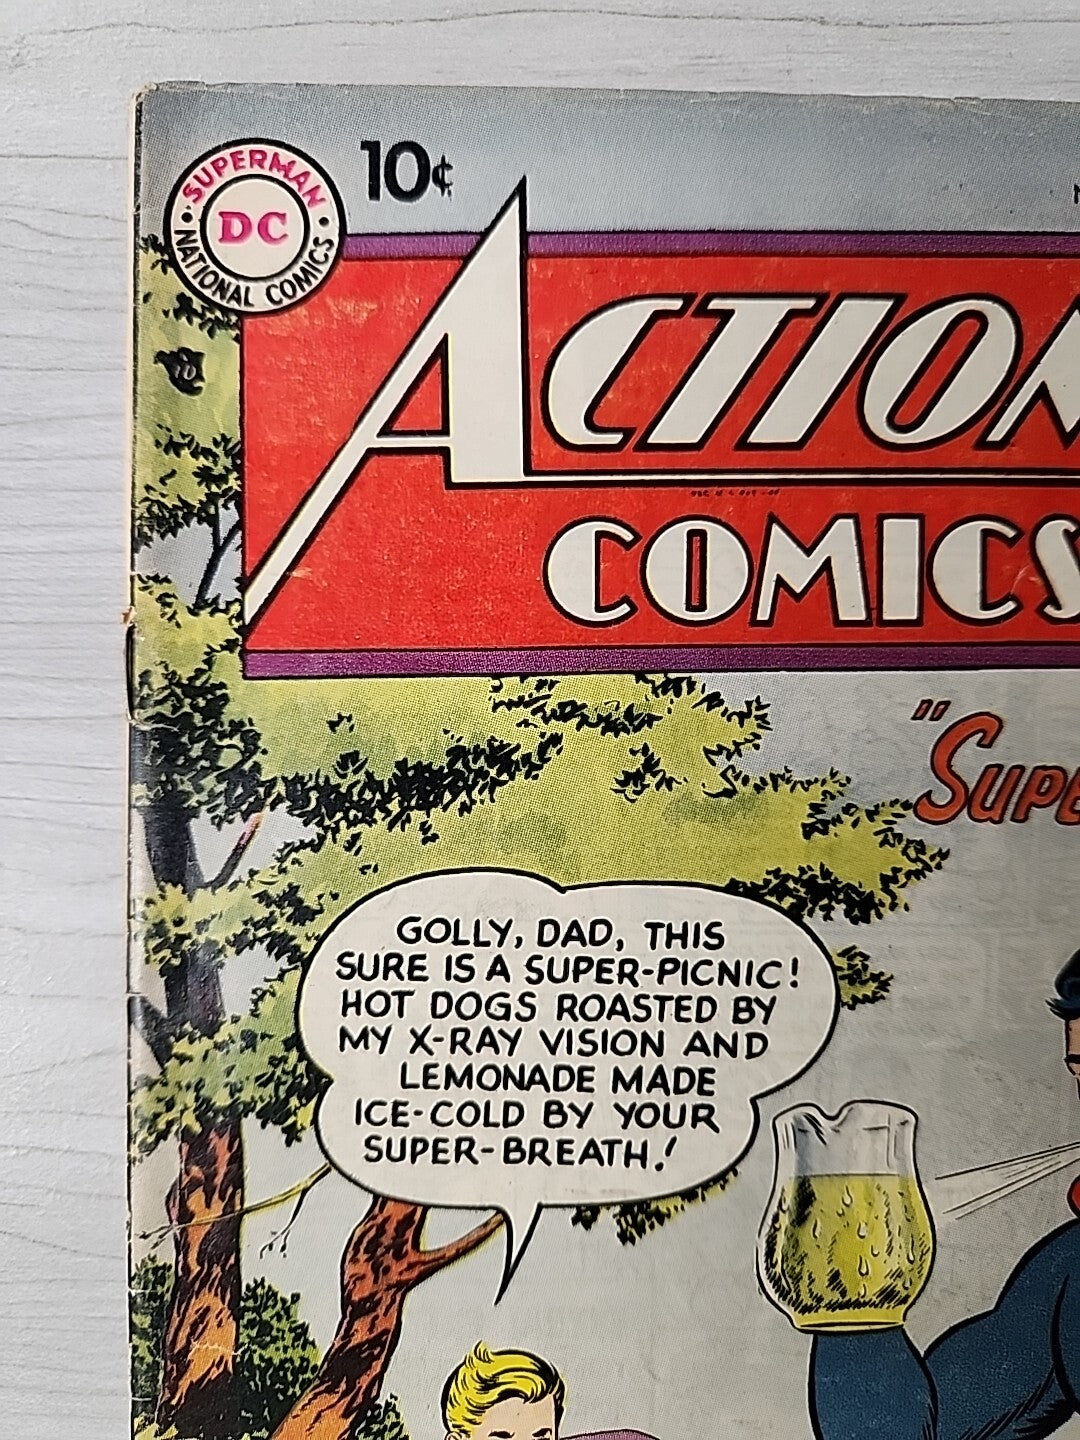 SUPERMAN
DC
NATIONAL COMICS
10¢
ACTION
COMICS
"SUPE
GOLLY, DAD, THIS
SURE IS A SUPER-PICNIC!
HOT DOGS ROASTED BY
MY X-RAY VISION AND
LEMONADE MADE
ICE-COLD BY YOUR
SUPER-BREATH!